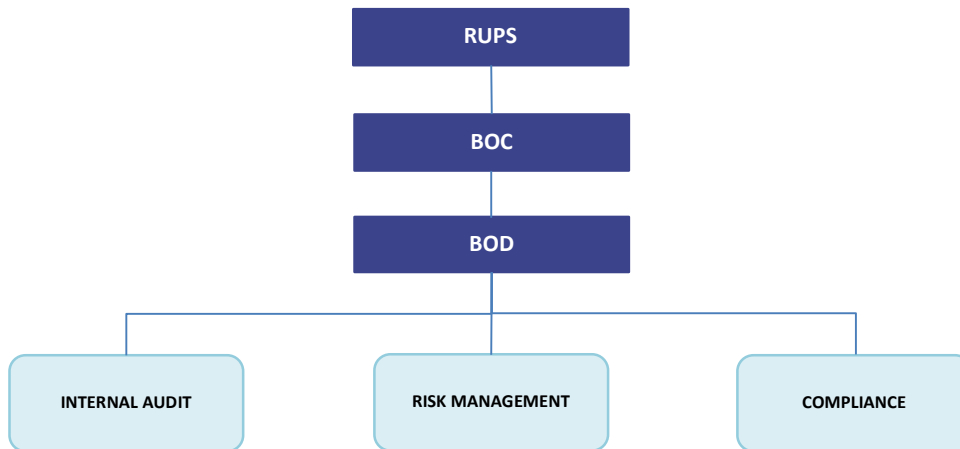 RUPS
BOC
BOD
INTERNAL AUDIT
RISK MANAGEMENT
COMPLIANCE